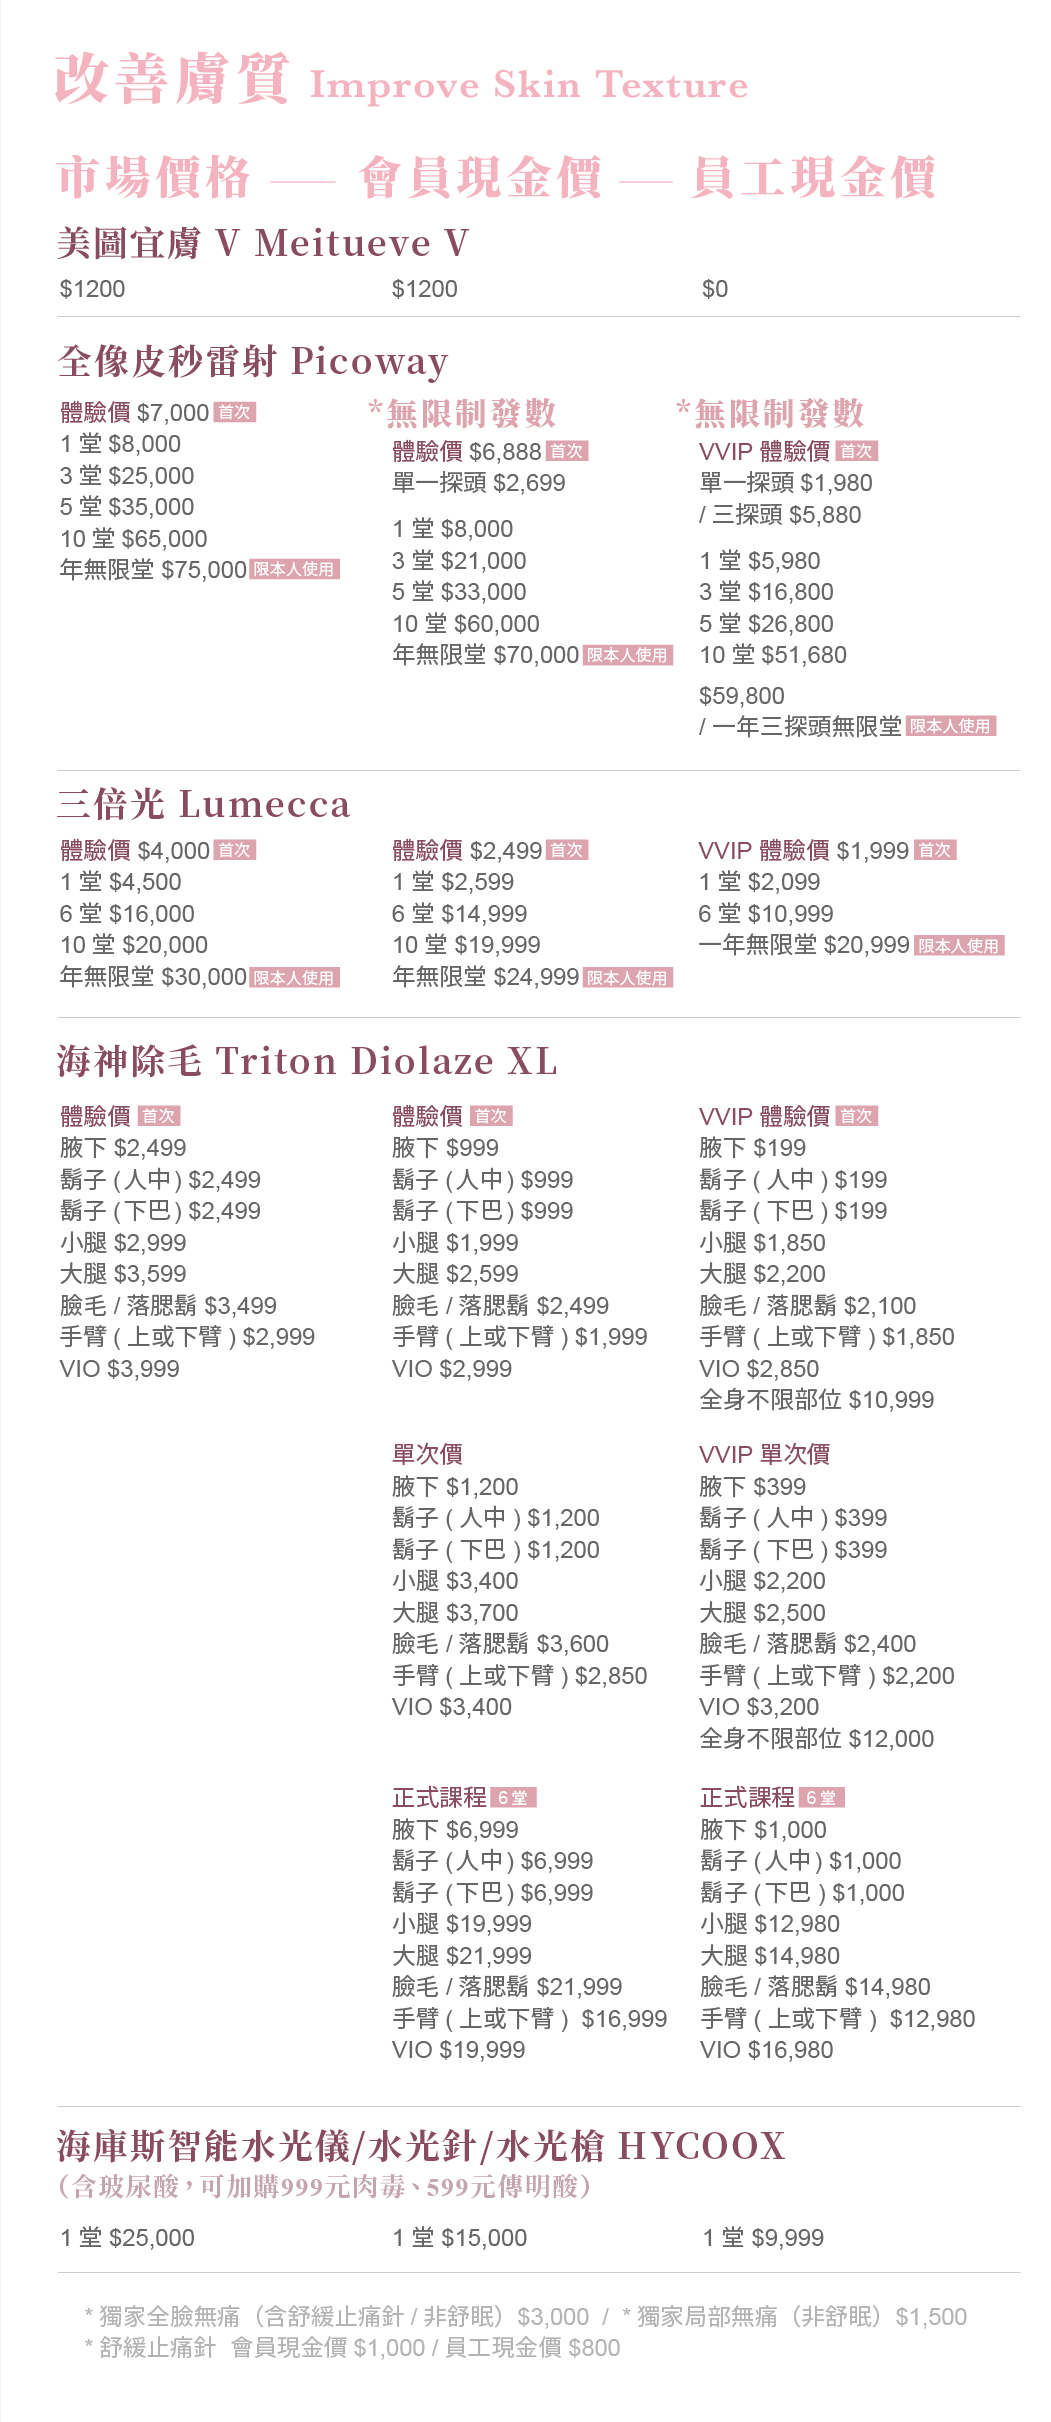 改善膚質 Improve Skin Texture
市場價格 —— 會員現金價 — 員工現金價
美圖宜膚 V Meitueve V
$1200
$1200
$0
全像皮秒雷射 Picoway
體驗價 $7,000 首次
1 堂 $8,000
3 堂 $25,000
5 堂 $35,000
10 堂 $65,000
年無限堂 $75,000 限本人使用
*無限制發數
體驗價 $6,888 首次
單一探頭 $2,699
1 堂 $8,000
3 堂 $21,000
5 堂 $33,000
10 堂 $60,000
年無限堂 $70,000 限本人使用
*無限制發數
VVIP 體驗價 首次
單一探頭 $1,980
/ 三探頭 $5,880
1 堂 $5,980
3 堂 $16,800
5 堂 $26,800
10 堂 $51,680
$59,800
/ 一年三探頭無限堂 限本人使用
三倍光 Lumecca
體驗價 $4,000 首次
1 堂 $4,500
6 堂 $16,000
10 堂 $20,000
年無限堂 $30,000 限本人使用
體驗價 $2,499 首次
1 堂 $2,599
6 堂 $14,999
10 堂 $19,999
年無限堂 $24,999 限本人使用
VVIP 體驗價 $1,999 首次
1 堂 $2,099
6 堂 $10,999
一年無限堂 $20,999 限本人使用
海神除毛 Triton Diolaze XL
體驗價 首次
腋下 $2,499
鬍子 (人中) $2,499
鬍子 (下巴) $2,499
小腿 $2,999
大腿 $3,599
臉毛 / 落腮鬍 $3,499
手臂 ( 上或下臂 ) $2,999
VIO $3,999
體驗價 首次
腋下 $999
鬍子 (人中) $999
鬍子 (下巴) $999
小腿 $1,999
大腿 $2,599
臉毛 / 落腮鬍 $2,499
手臂 ( 上或下臂 ) $1,999
VIO $2,999
VVIP 體驗價 首次
腋下 $199
鬍子 ( 人中 ) $199
鬍子 ( 下巴 ) $199
小腿 $1,850
大腿 $2,200
臉毛 / 落腮鬍 $2,100
手臂 ( 上或下臂 ) $1,850
VIO $2,850
全身不限部位 $10,999
單次價
腋下 $1,200
鬍子 ( 人中 ) $1,200
鬍子 ( 下巴 ) $1,200
小腿 $3,400
大腿 $3,700
臉毛 / 落腮鬍 $3,600
手臂 ( 上或下臂 ) $2,850
VIO $3,400
VVIP 單次價
腋下 $399
鬍子 ( 人中 ) $399
鬍子 ( 下巴 ) $399
小腿 $2,200
大腿 $2,500
臉毛 / 落腮鬍 $2,400
手臂 ( 上或下臂 ) $2,200
VIO $3,200
全身不限部位 $12,000
正式課程 6 堂
腋下 $6,999
鬍子 (人中) $6,999
鬍子 (下巴) $6,999
小腿 $19,999
大腿 $21,999
臉毛 / 落腮鬍 $21,999
手臂 ( 上或下臂 ) $16,999
VIO $19,999
正式課程 6 堂
腋下 $1,000
鬍子 (人中) $1,000
鬍子 (下巴 ) $1,000
小腿 $12,980
大腿 $14,980
臉毛 / 落腮鬍 $14,980
手臂 ( 上或下臂 ) $12,980
VIO $16,980
海庫斯智能水光儀/水光針/水光槍 HYCOOX
（含玻尿酸，可加購999元肉毒、599元傳明酸）
1 堂 $25,000
1 堂 $15,000
1 堂 $9,999
* 獨家全臉無痛（含舒緩止痛針 / 非舒眠）$3,000 / * 獨家局部無痛（非舒眠）$1,500
* 舒緩止痛針 會員現金價 $1,000 / 員工現金價 $800